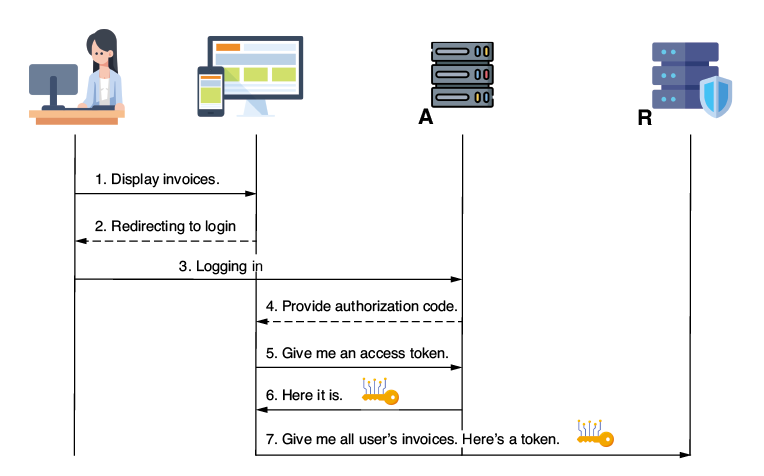 A
R
1. Display invoices.
2. Redirecting to login
3. Logging in
4. Provide authorization code.
5. Give me an access token.
6. Here it is.
7. Give me all user's invoices. Here's a token.